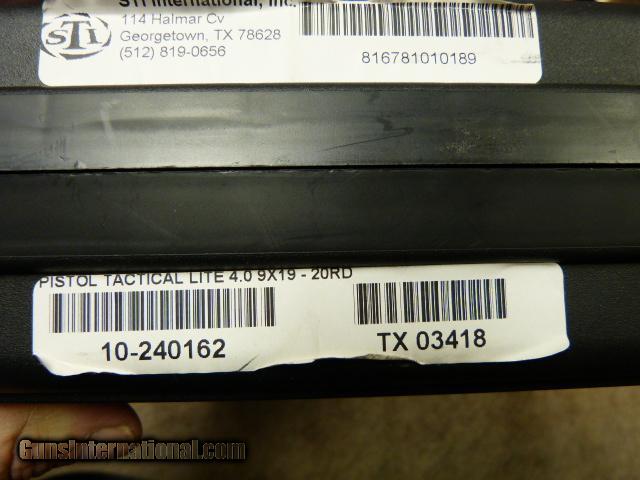 STI International, Inc.
114 Halmar Cv
Georgetown, TX 78628
(512) 819-0656
STI
816781010189
PISTOL TACTICAL LITE 4.0 9X19 - 20RD
10-240162
TX 03418
GunsInternational.com